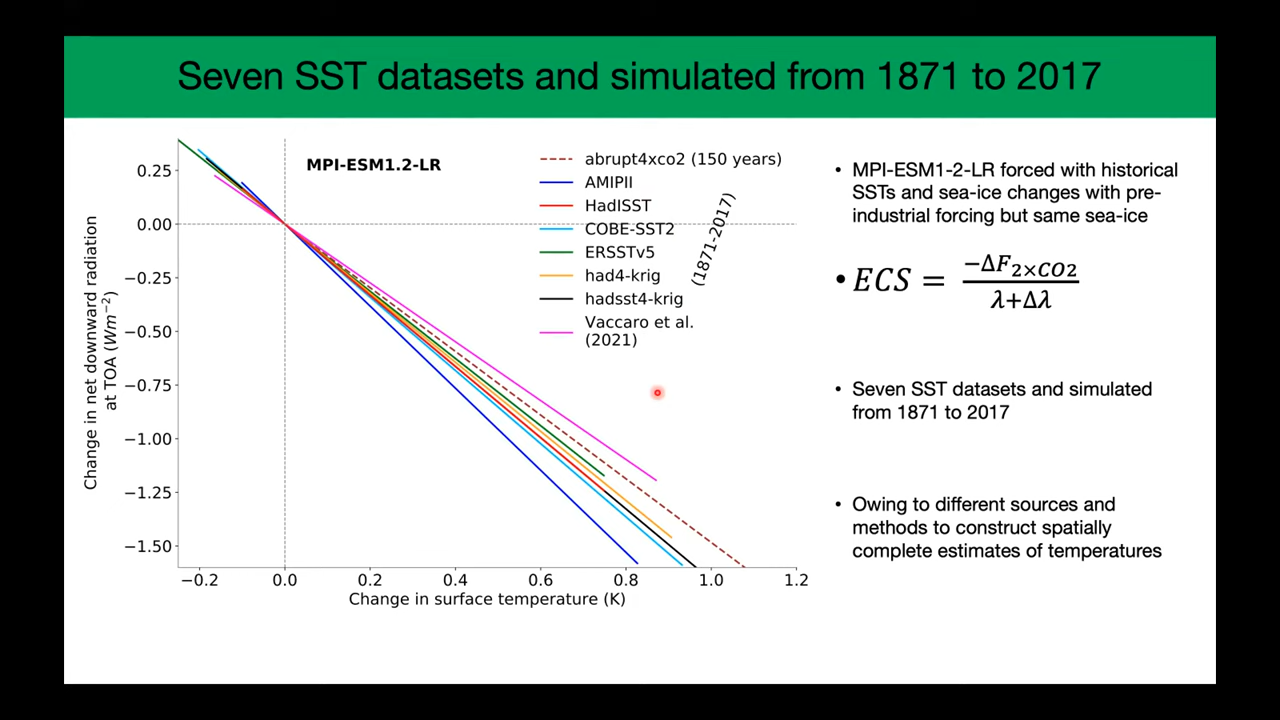 Seven SST datasets and simulated from 1871 to 2017
MPI-ESM1.2-LR
abrupt4xco2 (150 years)
AMIPII
HadISST
COBE-SST2
ERSSTv5
had4-krig
hadsst4-krig
Vaccaro et al.
(2021)
(1871-2017)
Change in net downward radiation
at TOA (Wm⁻²)
0.25
0.00
−0.25
−0.50
−0.75
−1.00
−1.25
−1.50
−0.2 0.0 0.2 0.4 0.6 0.8 1.0 1.2
Change in surface temperature (K)
• MPI-ESM1-2-LR forced with historical
SSTs and sea-ice changes with pre-
industrial forcing but same sea-ice
• ECS = −ΔF2×CO2 / λ+Δλ
• Seven SST datasets and simulated
from 1871 to 2017
• Owing to different sources and
methods to construct spatially
complete estimates of temperatures